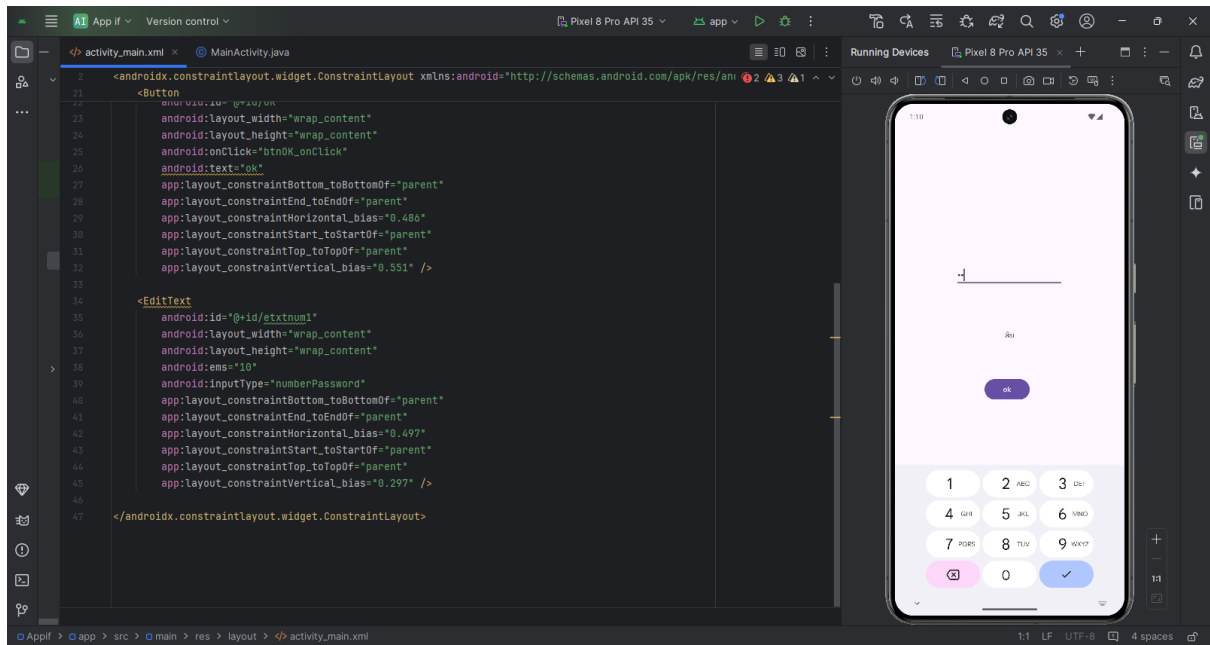 AI App if Version control Pixel 8 Pro API 35 app
activity_main.xml MainActivity.java Running Devices Pixel 8 Pro API 35
2 <androidx.constraintlayout.widget.ConstraintLayout xmlns:android="http://schemas.android.com/apk/res/and 2 3 1
21 <Button
22 android:id="@+id/ok"
23 android:layout_width="wrap_content"
24 android:layout_height="wrap_content"
25 android:onClick="btnOK_onClick"
26 android:text="ok"
27 app:layout_constraintBottom_toBottomOf="parent"
28 app:layout_constraintEnd_toEndOf="parent"
29 app:layout_constraintHorizontal_bias="0.486"
30 app:layout_constraintStart_toStartOf="parent"
31 app:layout_constraintTop_toTopOf="parent"
32 app:layout_constraintVertical_bias="0.551" />
33
34 <EditText
35 android:id="@+id/etxtnum1"
36 android:layout_width="wrap_content"
37 android:layout_height="wrap_content"
38 android:ems="10"
39 android:inputType="numberPassword"
40 app:layout_constraintBottom_toBottomOf="parent"
41 app:layout_constraintEnd_toEndOf="parent"
42 app:layout_constraintHorizontal_bias="0.497"
43 app:layout_constraintStart_toStartOf="parent"
44 app:layout_constraintTop_toTopOf="parent"
45 app:layout_constraintVertical_bias="0.297" />
46
47 </androidx.constraintlayout.widget.ConstraintLayout>
1:10
ok
1 2 ABC 3 DEF
4 GHI 5 JKL 6 MNO
7 PQRS 8 TUV 9 WXYZ
0
1:1
Appif > app > src > main > res > layout > activity_main.xml 1:1 LF UTF-8 4 spaces